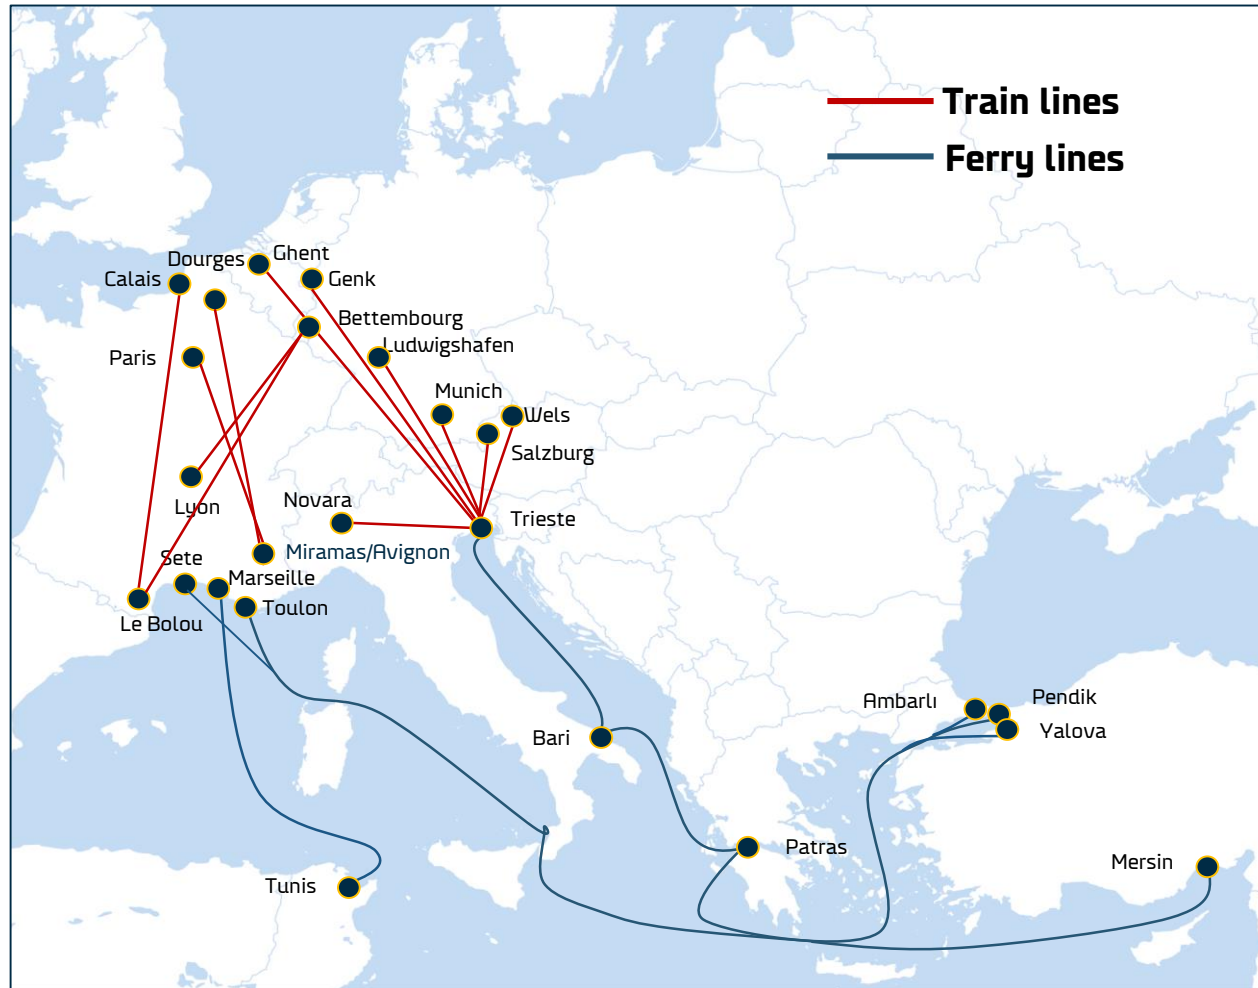 Train lines
Ferry lines
Dourges
Ghent
Calais
Genk
Bettembourg
Paris
Ludwigshafen
Munich
Wels
Salzburg
Lyon
Novara
Trieste
Sete
Miramas/Avignon
Marseille
Toulon
Le Bolou
Ambarlı
Pendik
Yalova
Bari
Patras
Mersin
Tunis